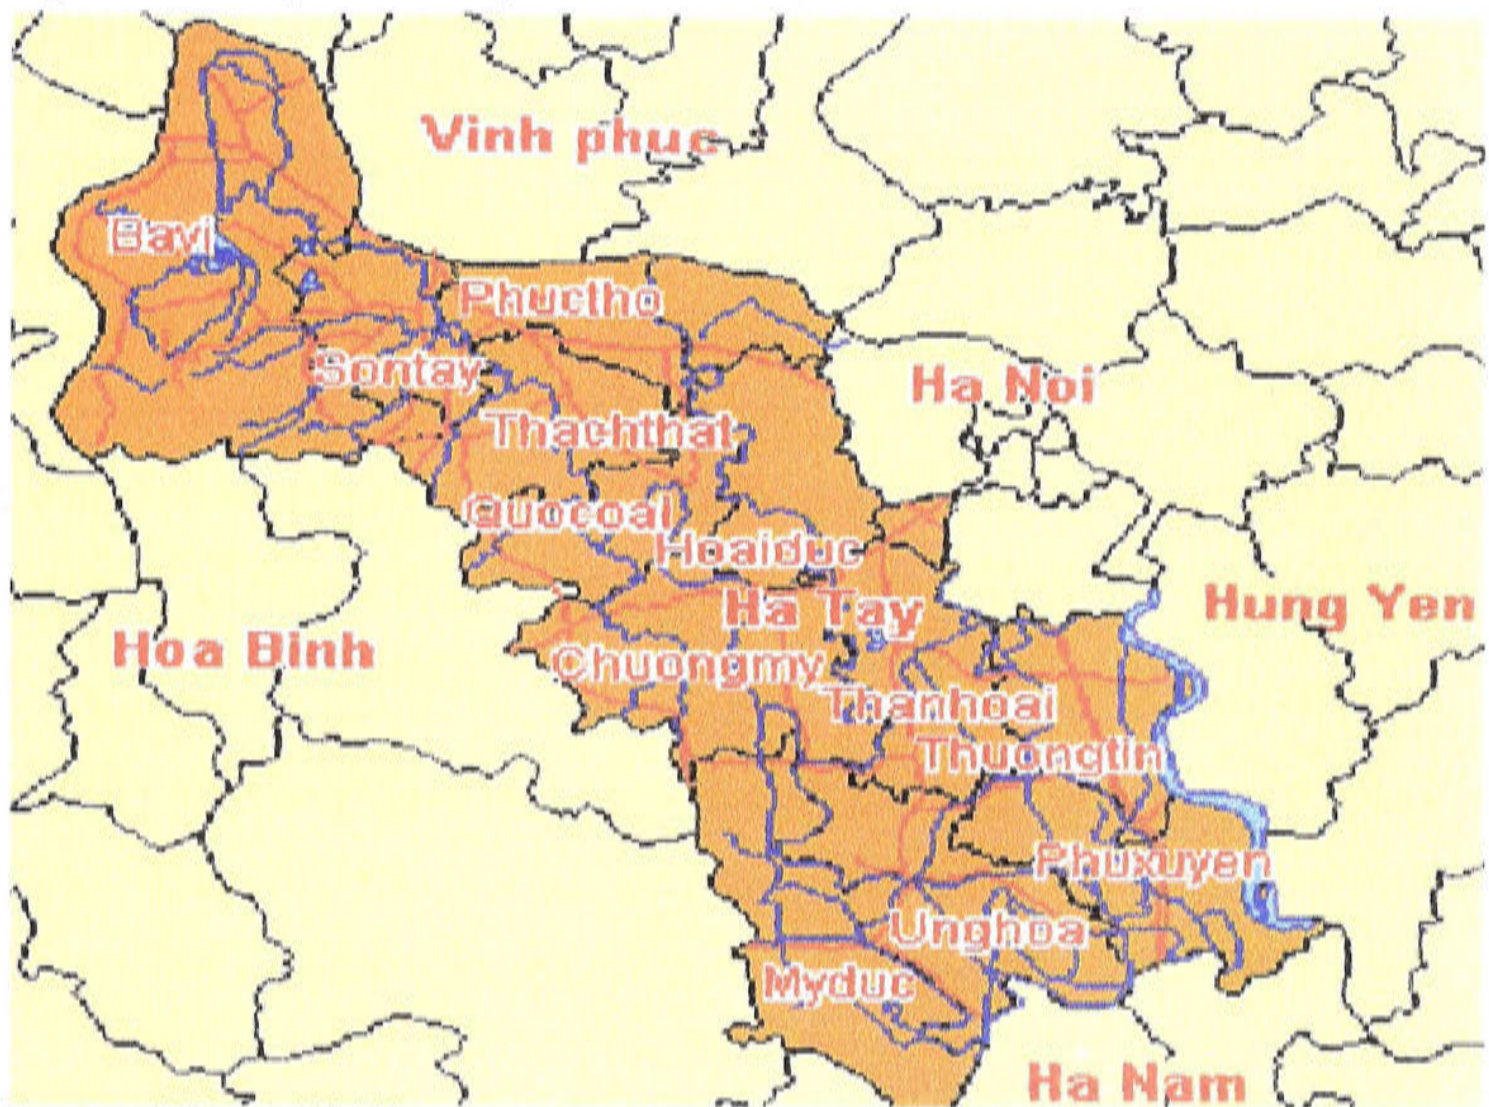 Vinh phuc
Bavi
Phuctho
Sontay
Ha Noi
Thachthat
Quocoal
Hoaiduc
Ha Tay
Hung Yen
Hoa Binh
Chuongmy
Thanhoai
Thuongtin
Phuxuyen
Unghoa
Myduc
Ha Nam